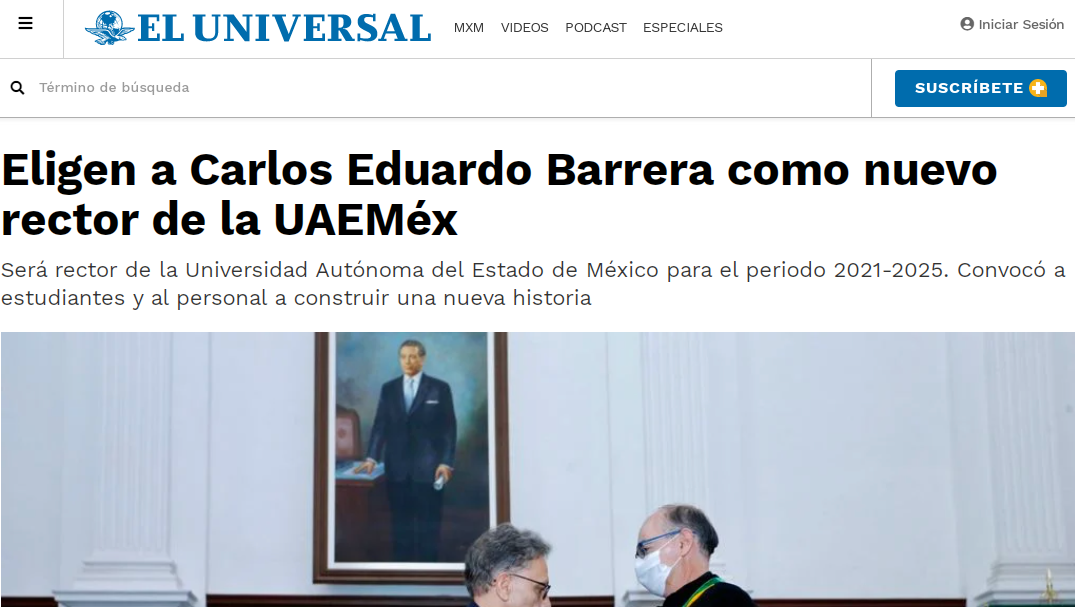 EL UNIVERSAL
MXM VIDEOS PODCAST ESPECIALES
Iniciar Sesión
Término de búsqueda
SUSCRÍBETE
Eligen a Carlos Eduardo Barrera como nuevo
rector de la UAEMéx
Será rector de la Universidad Autónoma del Estado de México para el periodo 2021-2025. Convocó a
estudiantes y al personal a construir una nueva historia